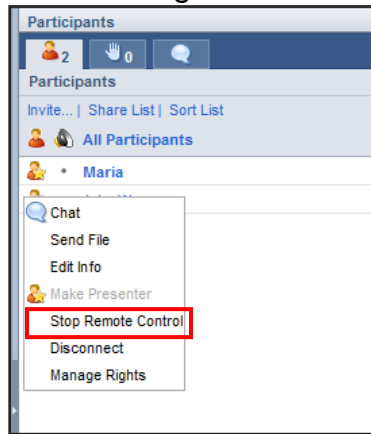 Participants
2 0
Participants
Invite... | Share List | Sort List
All Participants
Maria
Chat
Send File
Edit Info
Make Presenter
Stop Remote Control
Disconnect
Manage Rights